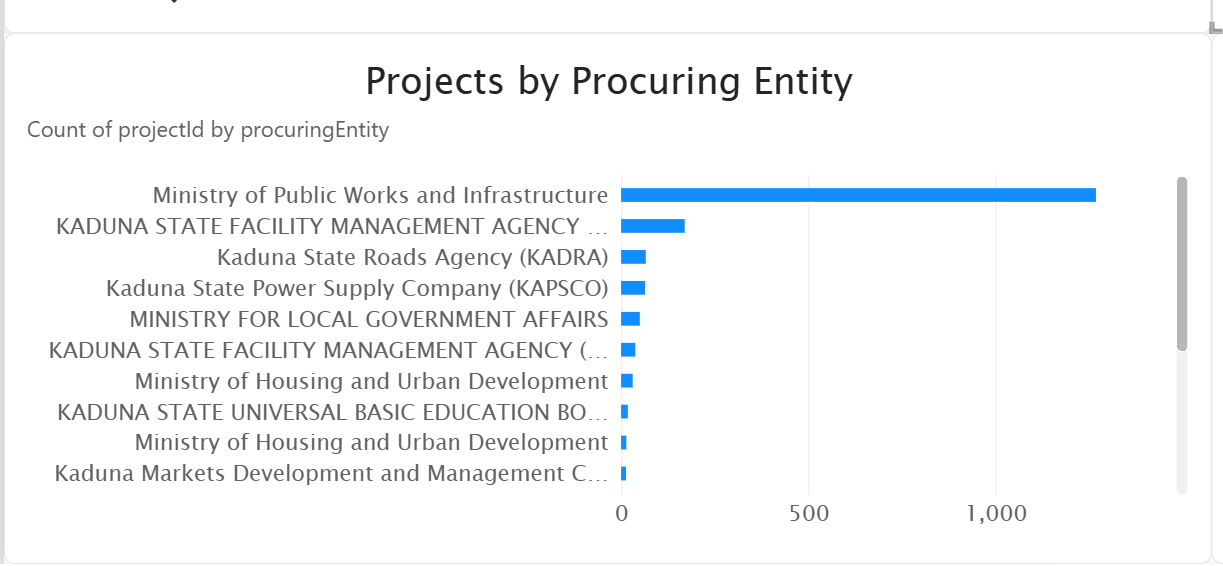 Projects by Procuring Entity
Count of projectId by procuringEntity
Ministry of Public Works and Infrastructure
KADUNA STATE FACILITY MANAGEMENT AGENCY …
Kaduna State Roads Agency (KADRA)
Kaduna State Power Supply Company (KAPSCO)
MINISTRY FOR LOCAL GOVERNMENT AFFAIRS
KADUNA STATE FACILITY MANAGEMENT AGENCY (…
Ministry of Housing and Urban Development
KADUNA STATE UNIVERSAL BASIC EDUCATION BO…
Ministry of Housing and Urban Development
Kaduna Markets Development and Management C…
0 500 1,000